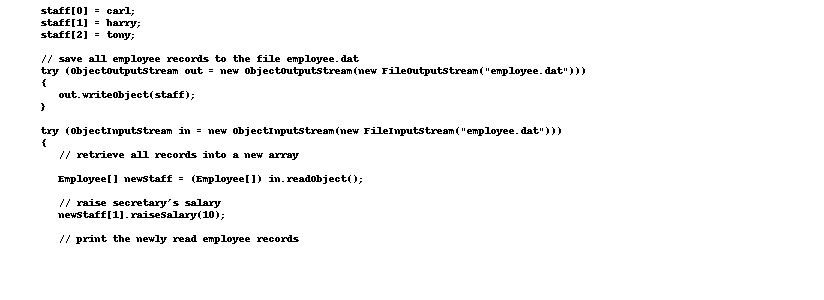 staff[0] = carl;
staff[1] = harry;
staff[2] = tony;
// save all employee records to the file employee.dat
try (ObjectOutputStream out = new ObjectOutputStream(new FileOutputStream("employee.dat")))
{
out.writeObject(staff);
}
try (ObjectInputStream in = new ObjectInputStream(new FileInputStream("employee.dat")))
{
// retrieve all records into a new array
Employee[] newStaff = (Employee[]) in.readObject();
// raise secretary's salary
newStaff[1].raiseSalary(10);
// print the newly read employee records